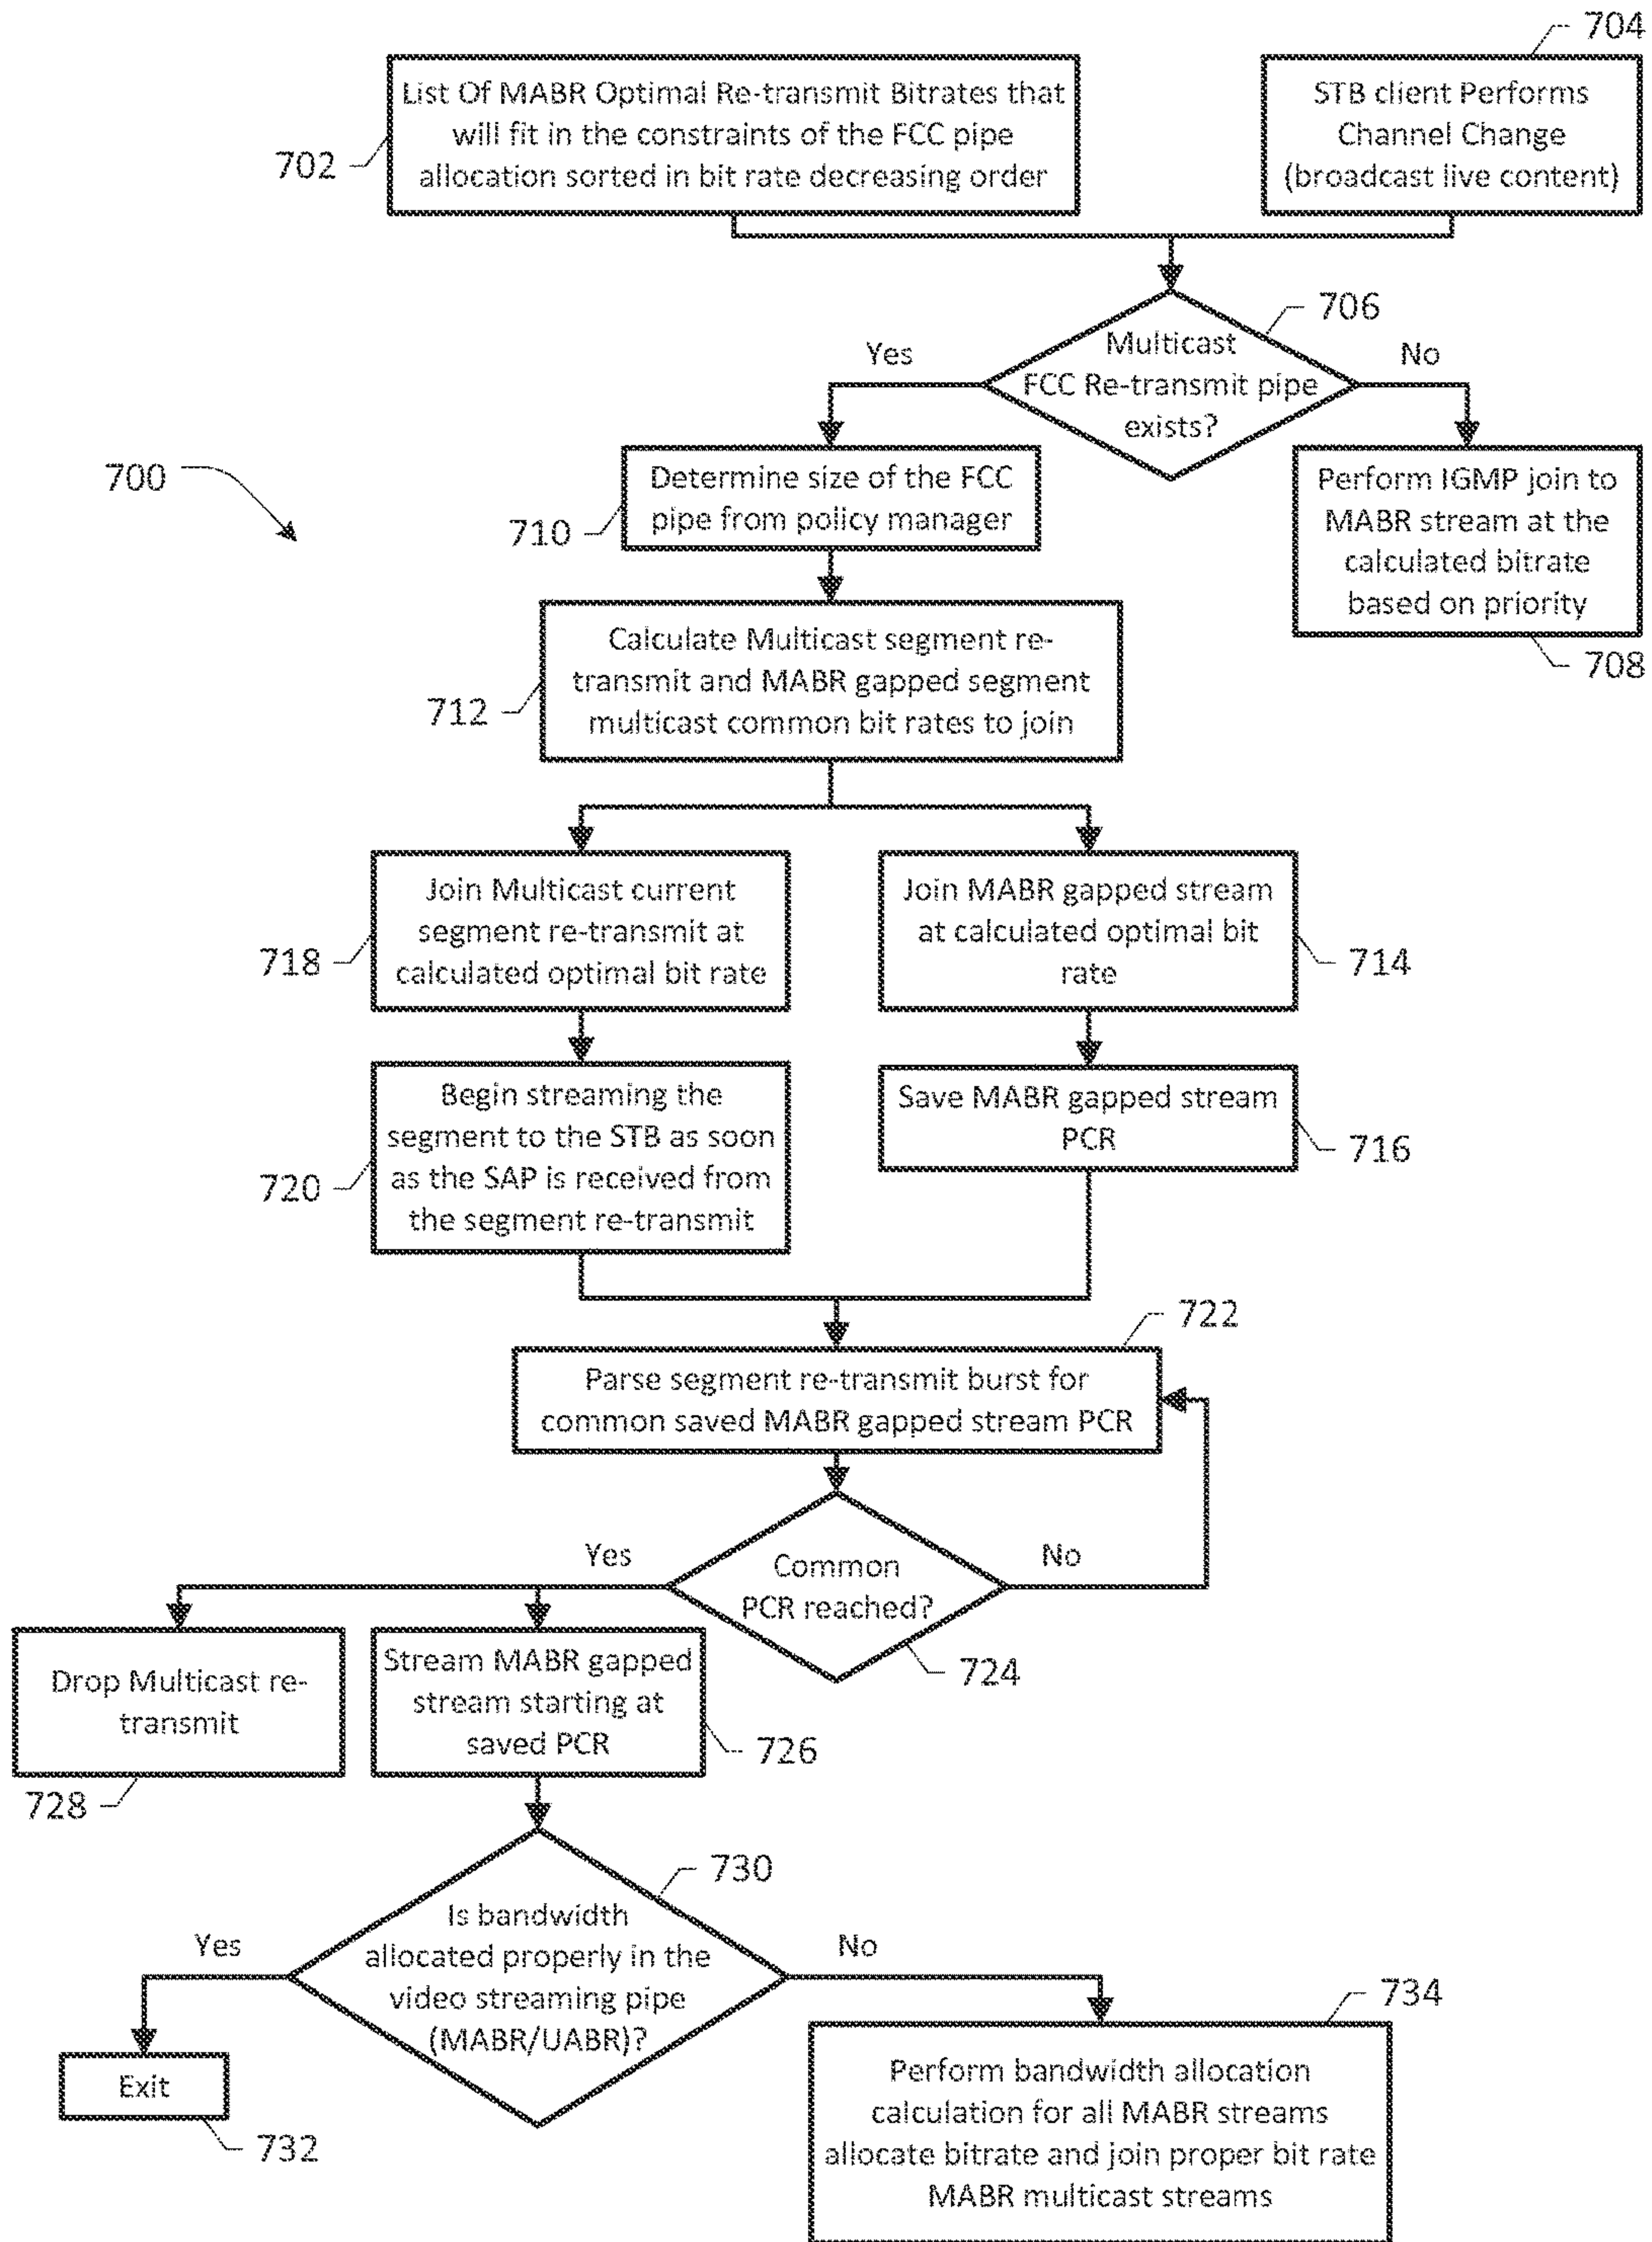 704
List Of MABR Optimal Re-transmit Bitrates that
will fit in the constraints of the FCC pipe
allocation sorted in bit rate decreasing order
702
STB client Performs
Channel Change
(broadcast live content)
706
Multicast
FCC Re-transmit pipe
exists?
Yes
No
700
Determine size of the FCC
pipe from policy manager
710
Perform IGMP join to
MABR stream at the
calculated bitrate
based on priority
708
Calculate Multicast segment re-
transmit and MABR gapped segment
multicast common bit rates to join
712
Join Multicast current
segment re-transmit at
calculated optimal bit rate
718
Join MABR gapped stream
at calculated optimal bit
rate
714
Begin streaming the
segment to the STB as soon
as the SAP is received from
the segment re-transmit
720
Save MABR gapped stream
PCR
716
722
Parse segment re-transmit burst for
common saved MABR gapped stream PCR
Yes
No
Common
PCR reached?
724
Drop Multicast re-
transmit
728
Stream MABR gapped
stream starting at
saved PCR
726
730
Is bandwidth
allocated properly in the
video streaming pipe
(MABR/UABR)?
Yes
No
Exit
732
734
Perform bandwidth allocation
calculation for all MABR streams
allocate bitrate and join proper bit rate
MABR multicast streams